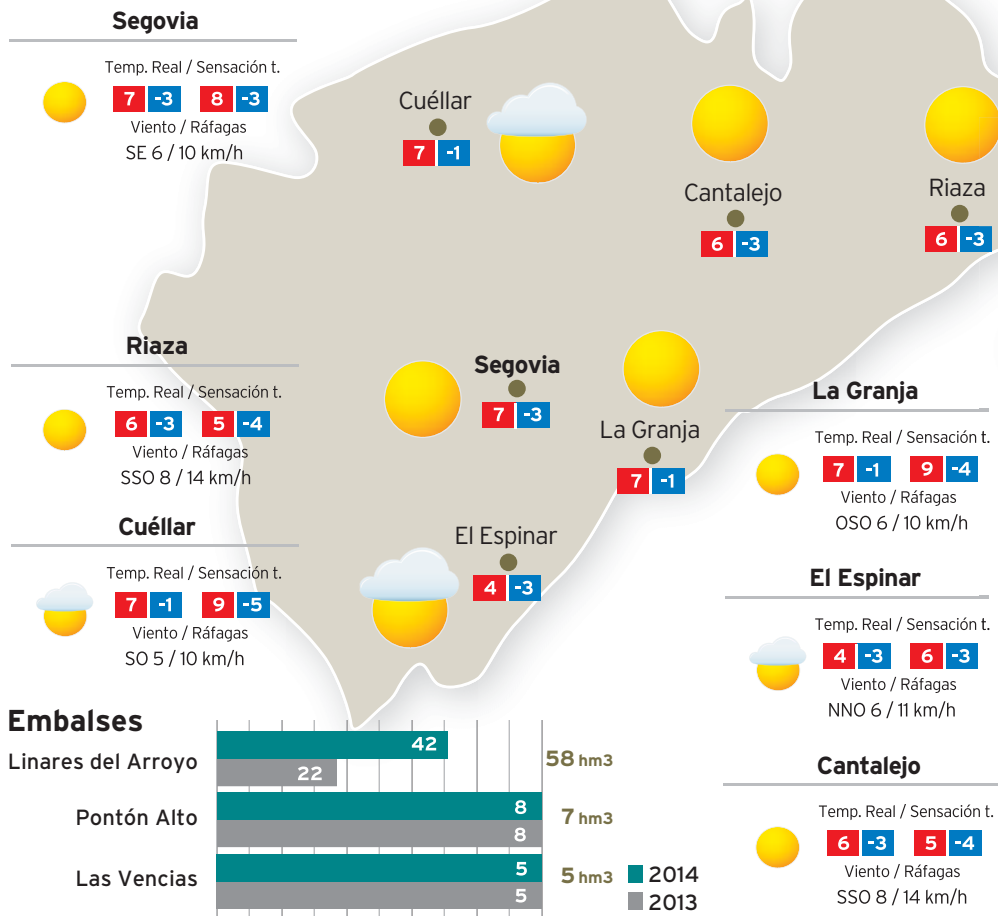 Segovia
Temp. Real / Sensación t.
7 -3 8 -3
Viento / Ráfagas
SE 6 / 10 km/h
Cuéllar
7 -1
Cantalejo
6 -3
Riaza
6 -3
Segovia
7 -3
La Granja
7 -1
El Espinar
4 -3
Riaza
Temp. Real / Sensación t.
6 -3 5 -4
Viento / Ráfagas
SSO 8 / 14 km/h
Cuéllar
Temp. Real / Sensación t.
7 -1 9 -5
Viento / Ráfagas
SO 5 / 10 km/h
La Granja
Temp. Real / Sensación t.
7 -1 9 -4
Viento / Ráfagas
OSO 6 / 10 km/h
El Espinar
Temp. Real / Sensación t.
4 -3 6 -3
Viento / Ráfagas
NNO 6 / 11 km/h
Cantalejo
Temp. Real / Sensación t.
6 -3 5 -4
Viento / Ráfagas
SSO 8 / 14 km/h
Embalses
Linares del Arroyo
42
22
58 hm3
Pontón Alto
8
8
7 hm3
Las Vencias
5
5
5 hm3
2014
2013